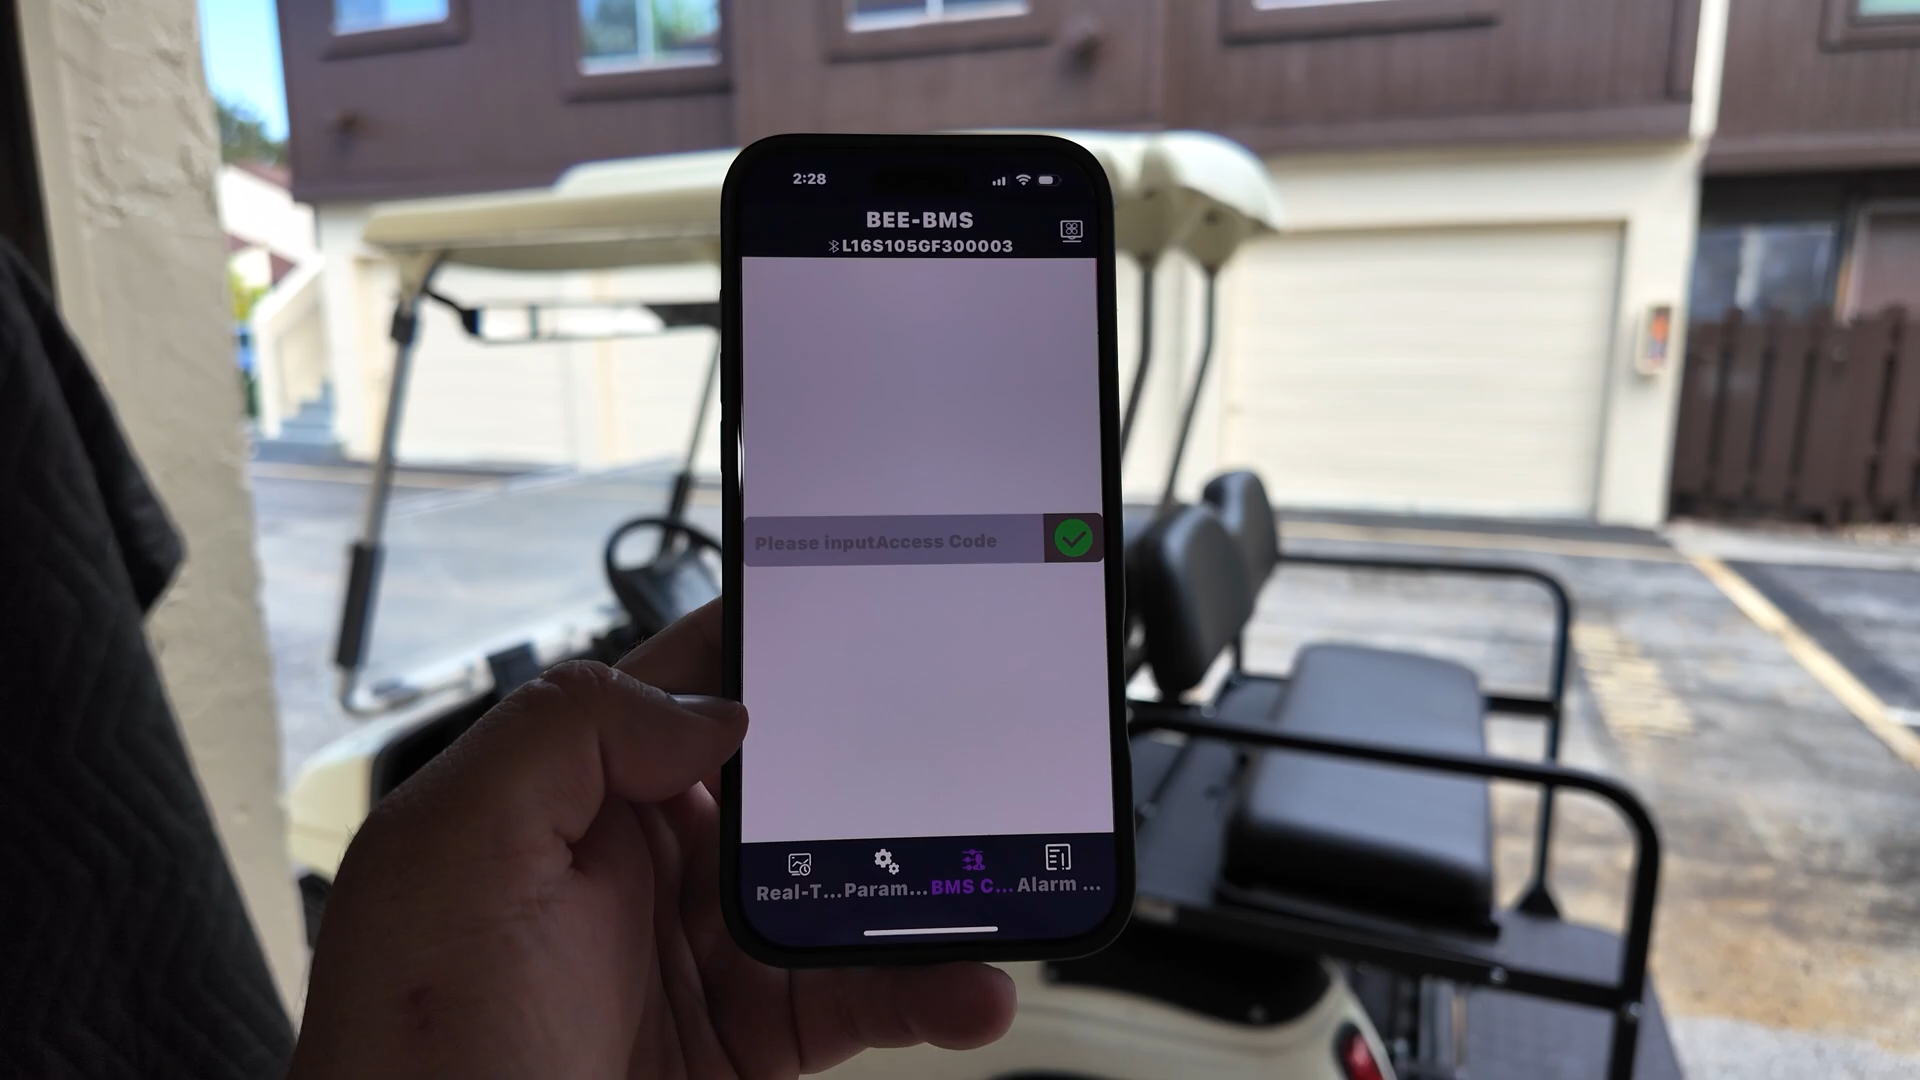 2:28
BEE-BMS
L16S105GF300003
Please inputAccess Code
Real-T... Param... BMS C... Alarm ...